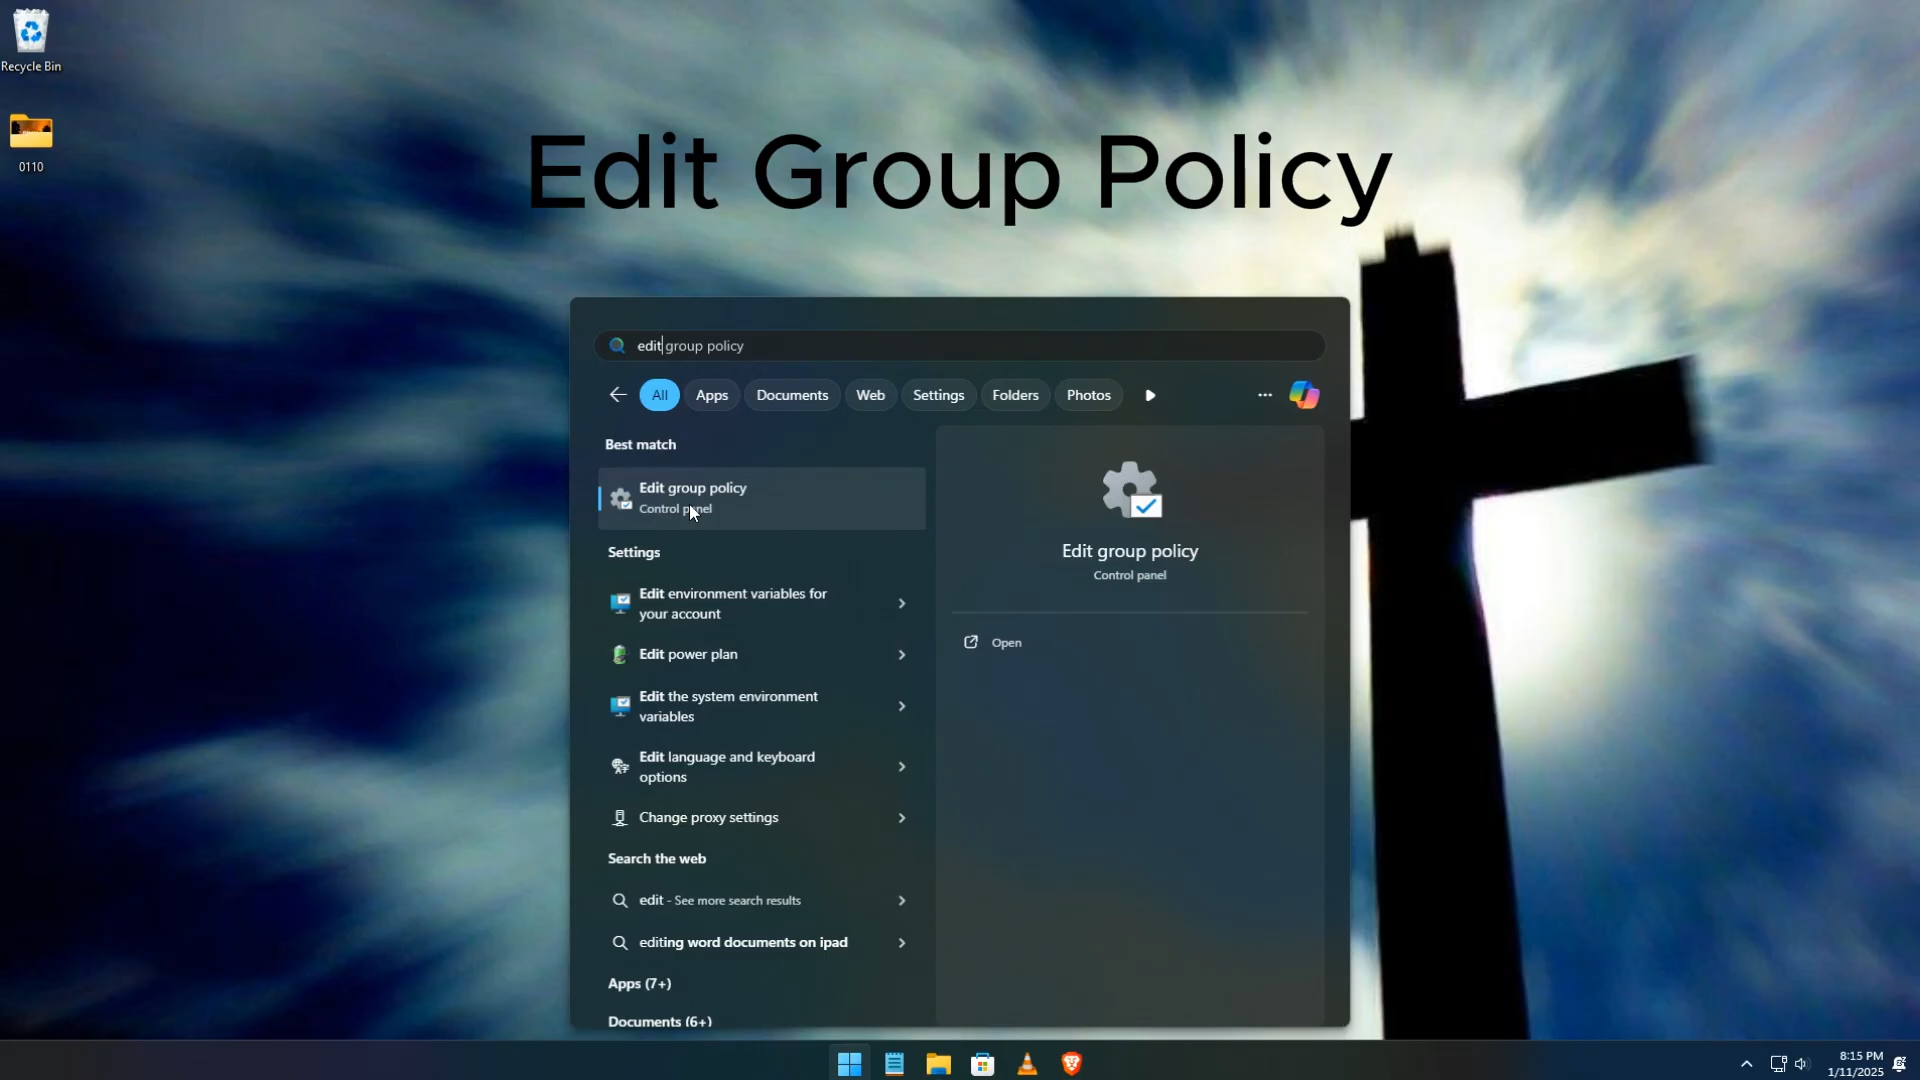 Recycle Bin
0110
Edit Group Policy
edit group policy
All
Apps
Documents
Web
Settings
Folders
Photos
Best match
Edit group policy
Control panel
Settings
Edit environment variables for
your account
Edit power plan
Edit the system environment
variables
Edit language and keyboard
options
Change proxy settings
Search the web
edit - See more search results
editing word documents on ipad
Apps (7+)
Documents (6+)
Edit group policy
Control panel
Open
8:15 PM
1/11/2025